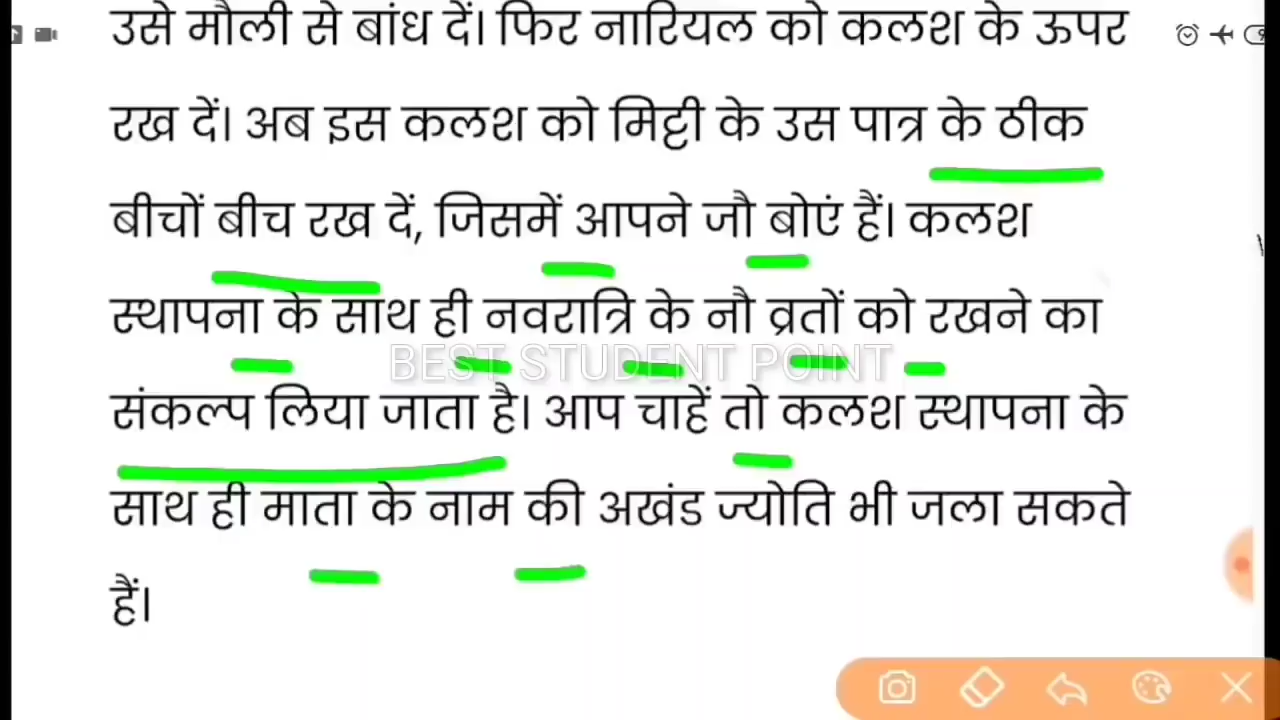 उसे मौली से बांध दें। फिर नारियल को कलश के ऊपर
रख दें। अब इस कलश को मिट्टी के उस पात्र के ठीक
बीचों बीच रख दें, जिसमें आपने जौ बोएं हैं। कलश
स्थापना के साथ ही नवरात्रि के नौ व्रतों को रखने का
BEST STUDENT POINT
संकल्प लिया जाता है। आप चाहें तो कलश स्थापना के
साथ ही माता के नाम की अखंड ज्योति भी जला सकते
हैं।